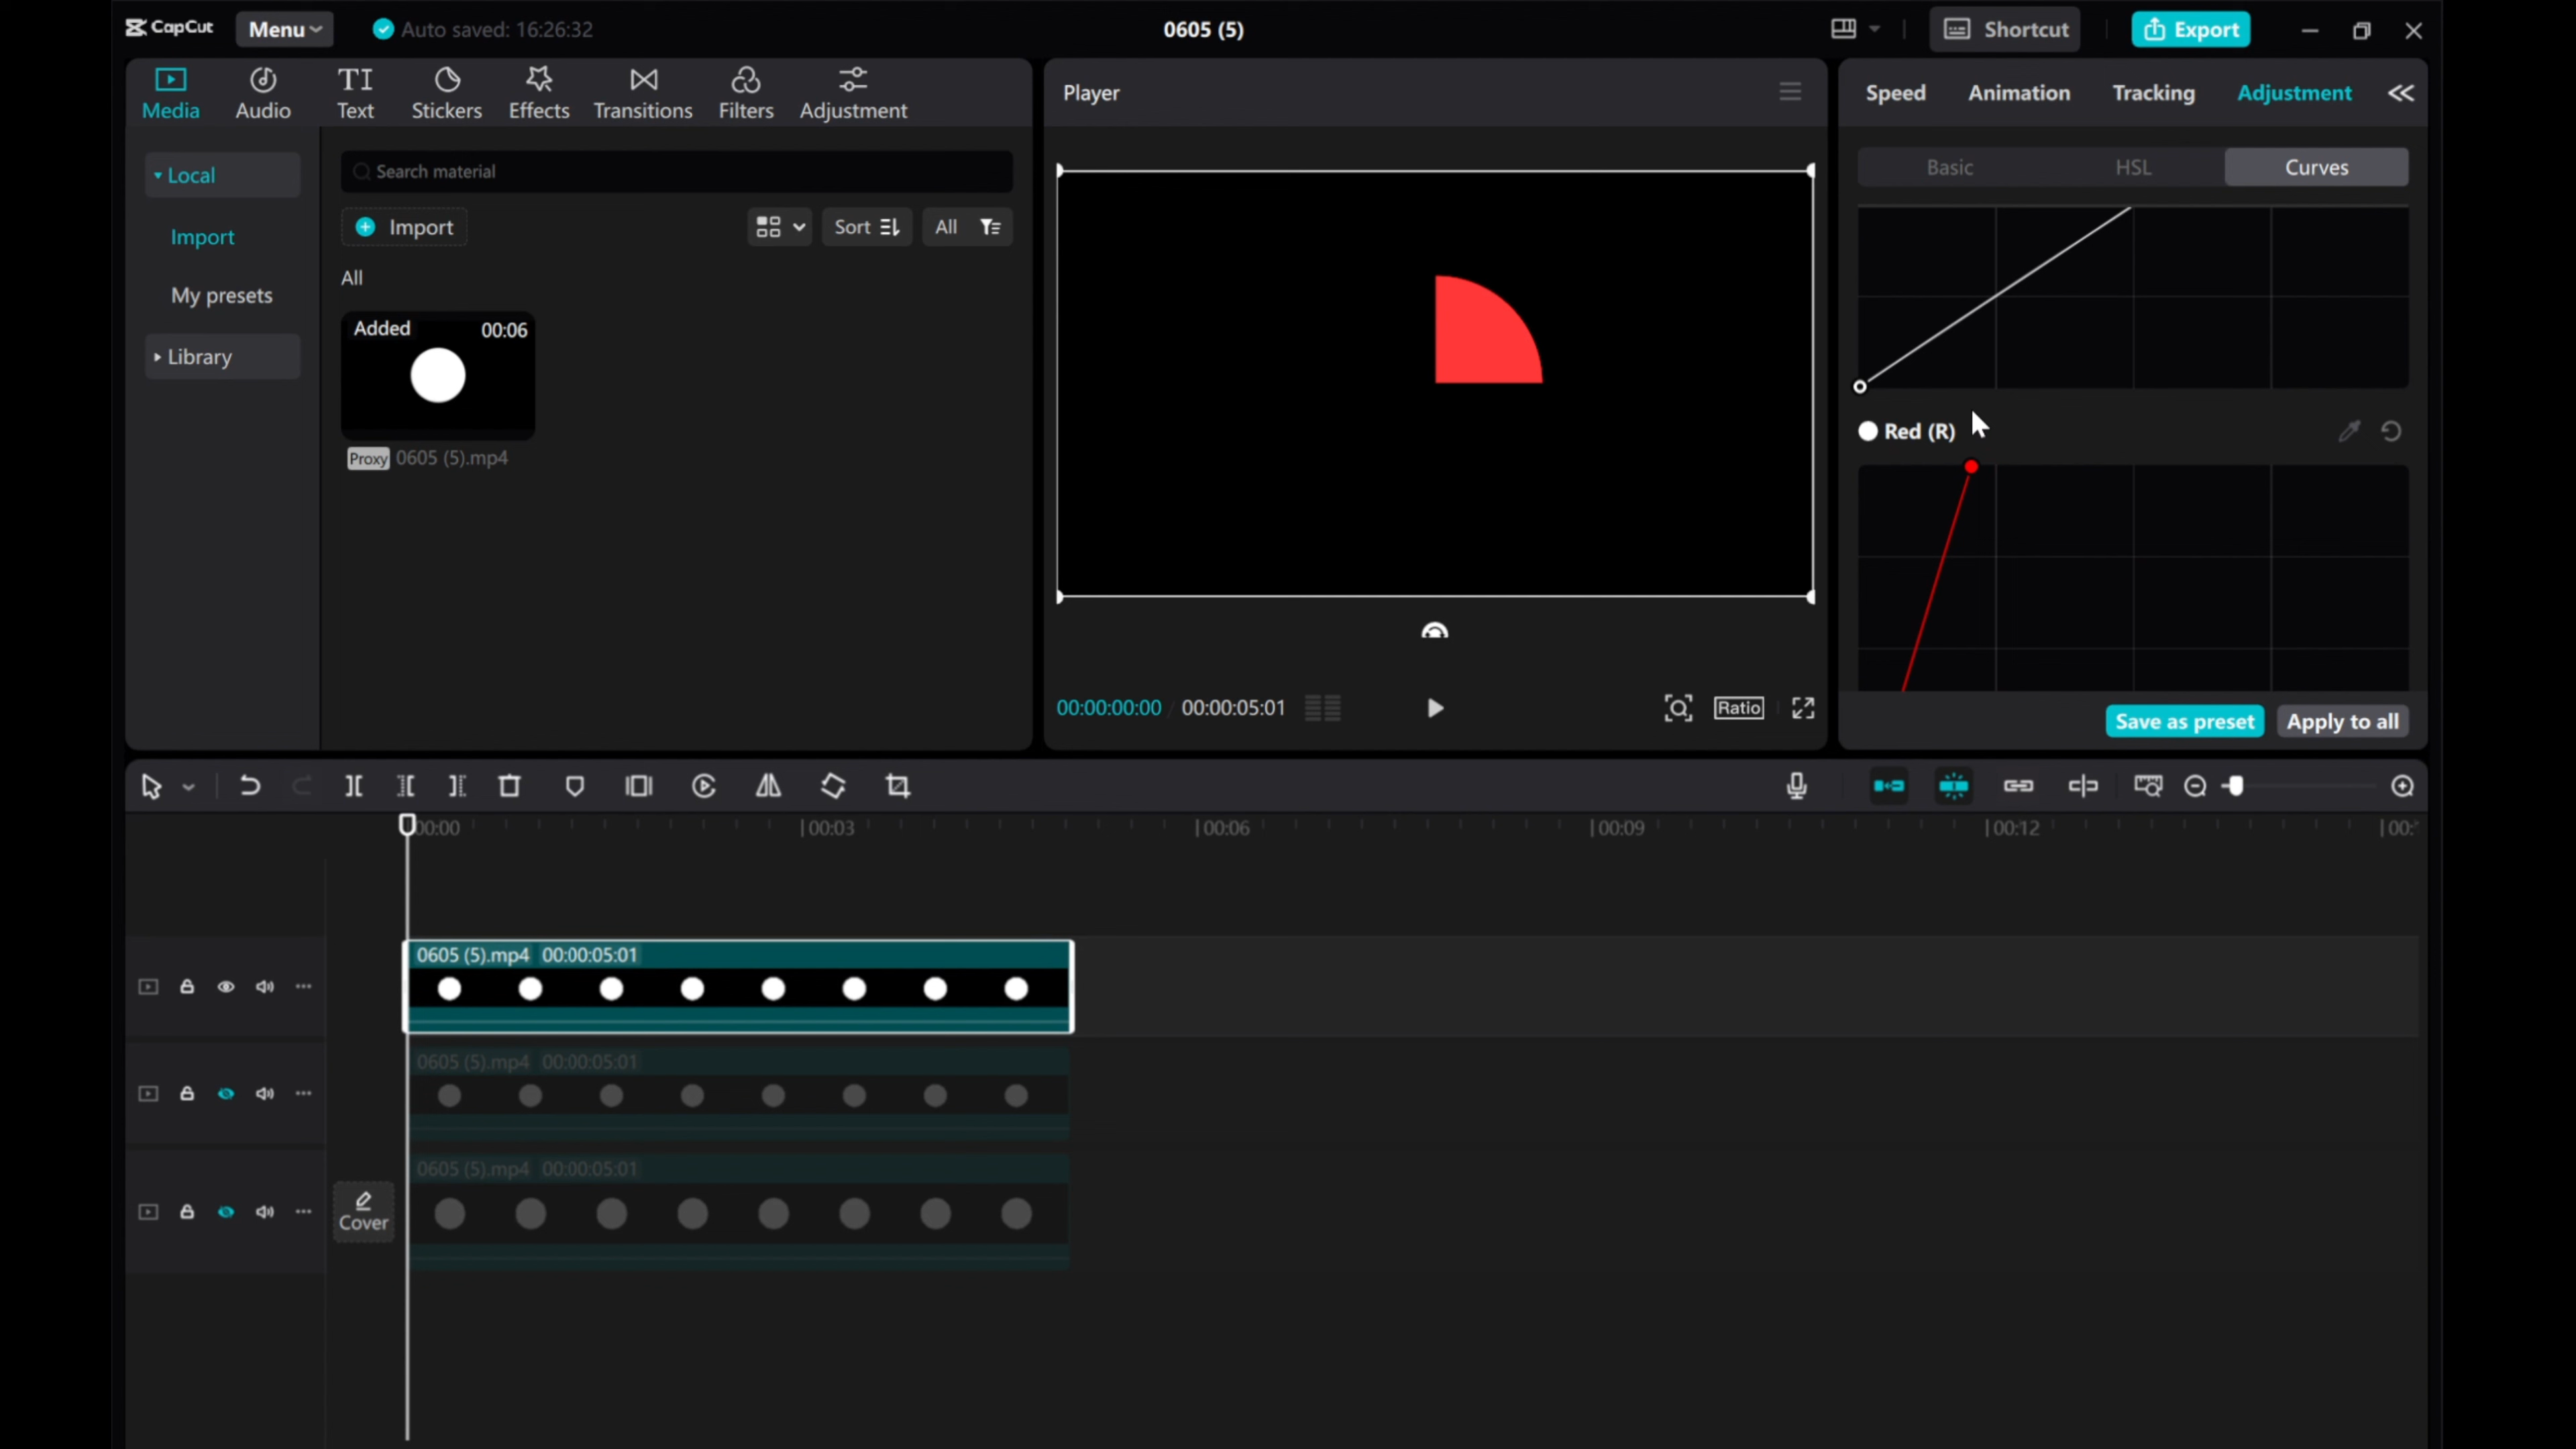 CapCut Menu Auto saved: 16:26:32 0605 (5) Shortcut Export
Media Audio Text Stickers Effects Transitions Filters Adjustment
Local
Import
My presets
Library
Search material
Import Sort All
All
Added 00:06
Proxy 0605 (5).mp4
Player
00:00:00:00 / 00:00:05:01 Ratio
Speed Animation Tracking Adjustment
Basic HSL Curves
Red (R)
Save as preset Apply to all
00:00 00:03 00:06 00:09 00:12 00:
0605 (5).mp4 00:00:05:01
0605 (5).mp4 00:00:05:01
0605 (5).mp4 00:00:05:01
Cover